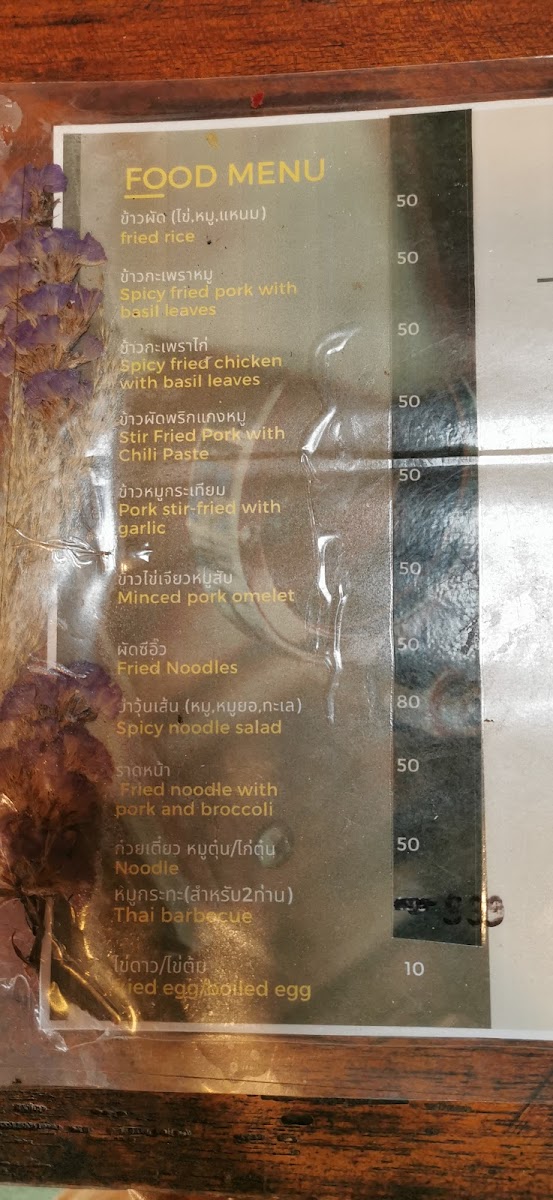 FOOD MENU
ข้าวผัด (ไข่,หมู,แหนม) 50
fried rice
ข้าวกะเพราหมู 50
Spicy fried pork with
basil leaves
ข้าวกะเพราไก่ 50
Spicy fried chicken
with basil leaves
ข้าวผัดพริกแกงหมู 50
Stir Fried Pork with
Chili Paste
ข้าวหมูกระเทียม 50
Pork stir-fried with
garlic
ข้าวไข่เจียวหมูสับ 50
Minced pork omelet
ผัดซีอิ๊ว 50
Fried Noodles
ยำวุ้นเส้น (หมู,หมูยอ,ทะเล) 80
Spicy noodle salad
ราดหน้า 50
Fried noodle with
pork and broccoli
ก๋วยเตี๋ยว หมูตุ๋น/ไก่ตุ๋น 50
Noodle
หมูกระทะ(สำหรับ2ท่าน)
Thai barbecue
ไข่ดาว/ไข่ต้ม 10
fried egg/boiled egg